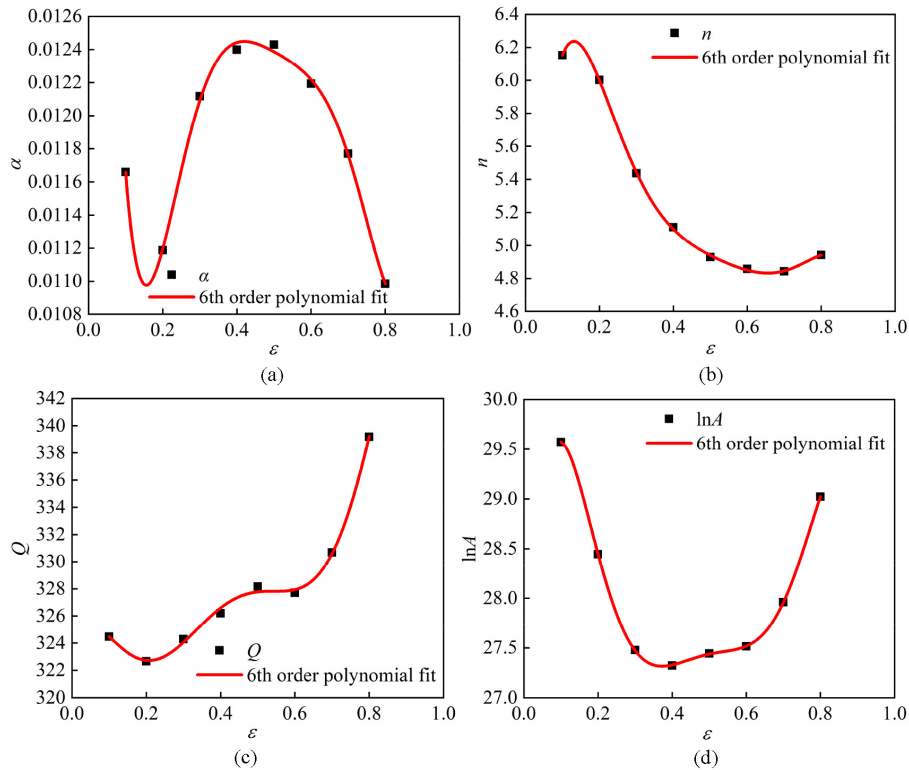 0.0126
0.0124
0.0122
0.0120
0.0118
0.0116
0.0114
0.0112
0.0110
0.0108
α
α
6th order polynomial fit
0.0 0.2 0.4 0.6 0.8 1.0
ε
(a)
6.4
6.2
6.0
5.8
5.6
5.4
5.2
5.0
4.8
4.6
n
n
6th order polynomial fit
0.0 0.2 0.4 0.6 0.8 1.0
ε
(b)
342
340
338
336
334
332
330
328
326
324
322
320
Q
Q
6th order polynomial fit
0.0 0.2 0.4 0.6 0.8 1.0
ε
(c)
30.0
29.5
29.0
28.5
28.0
27.5
27.0
lnA
lnA
6th order polynomial fit
0.0 0.2 0.4 0.6 0.8 1.0
ε
(d)